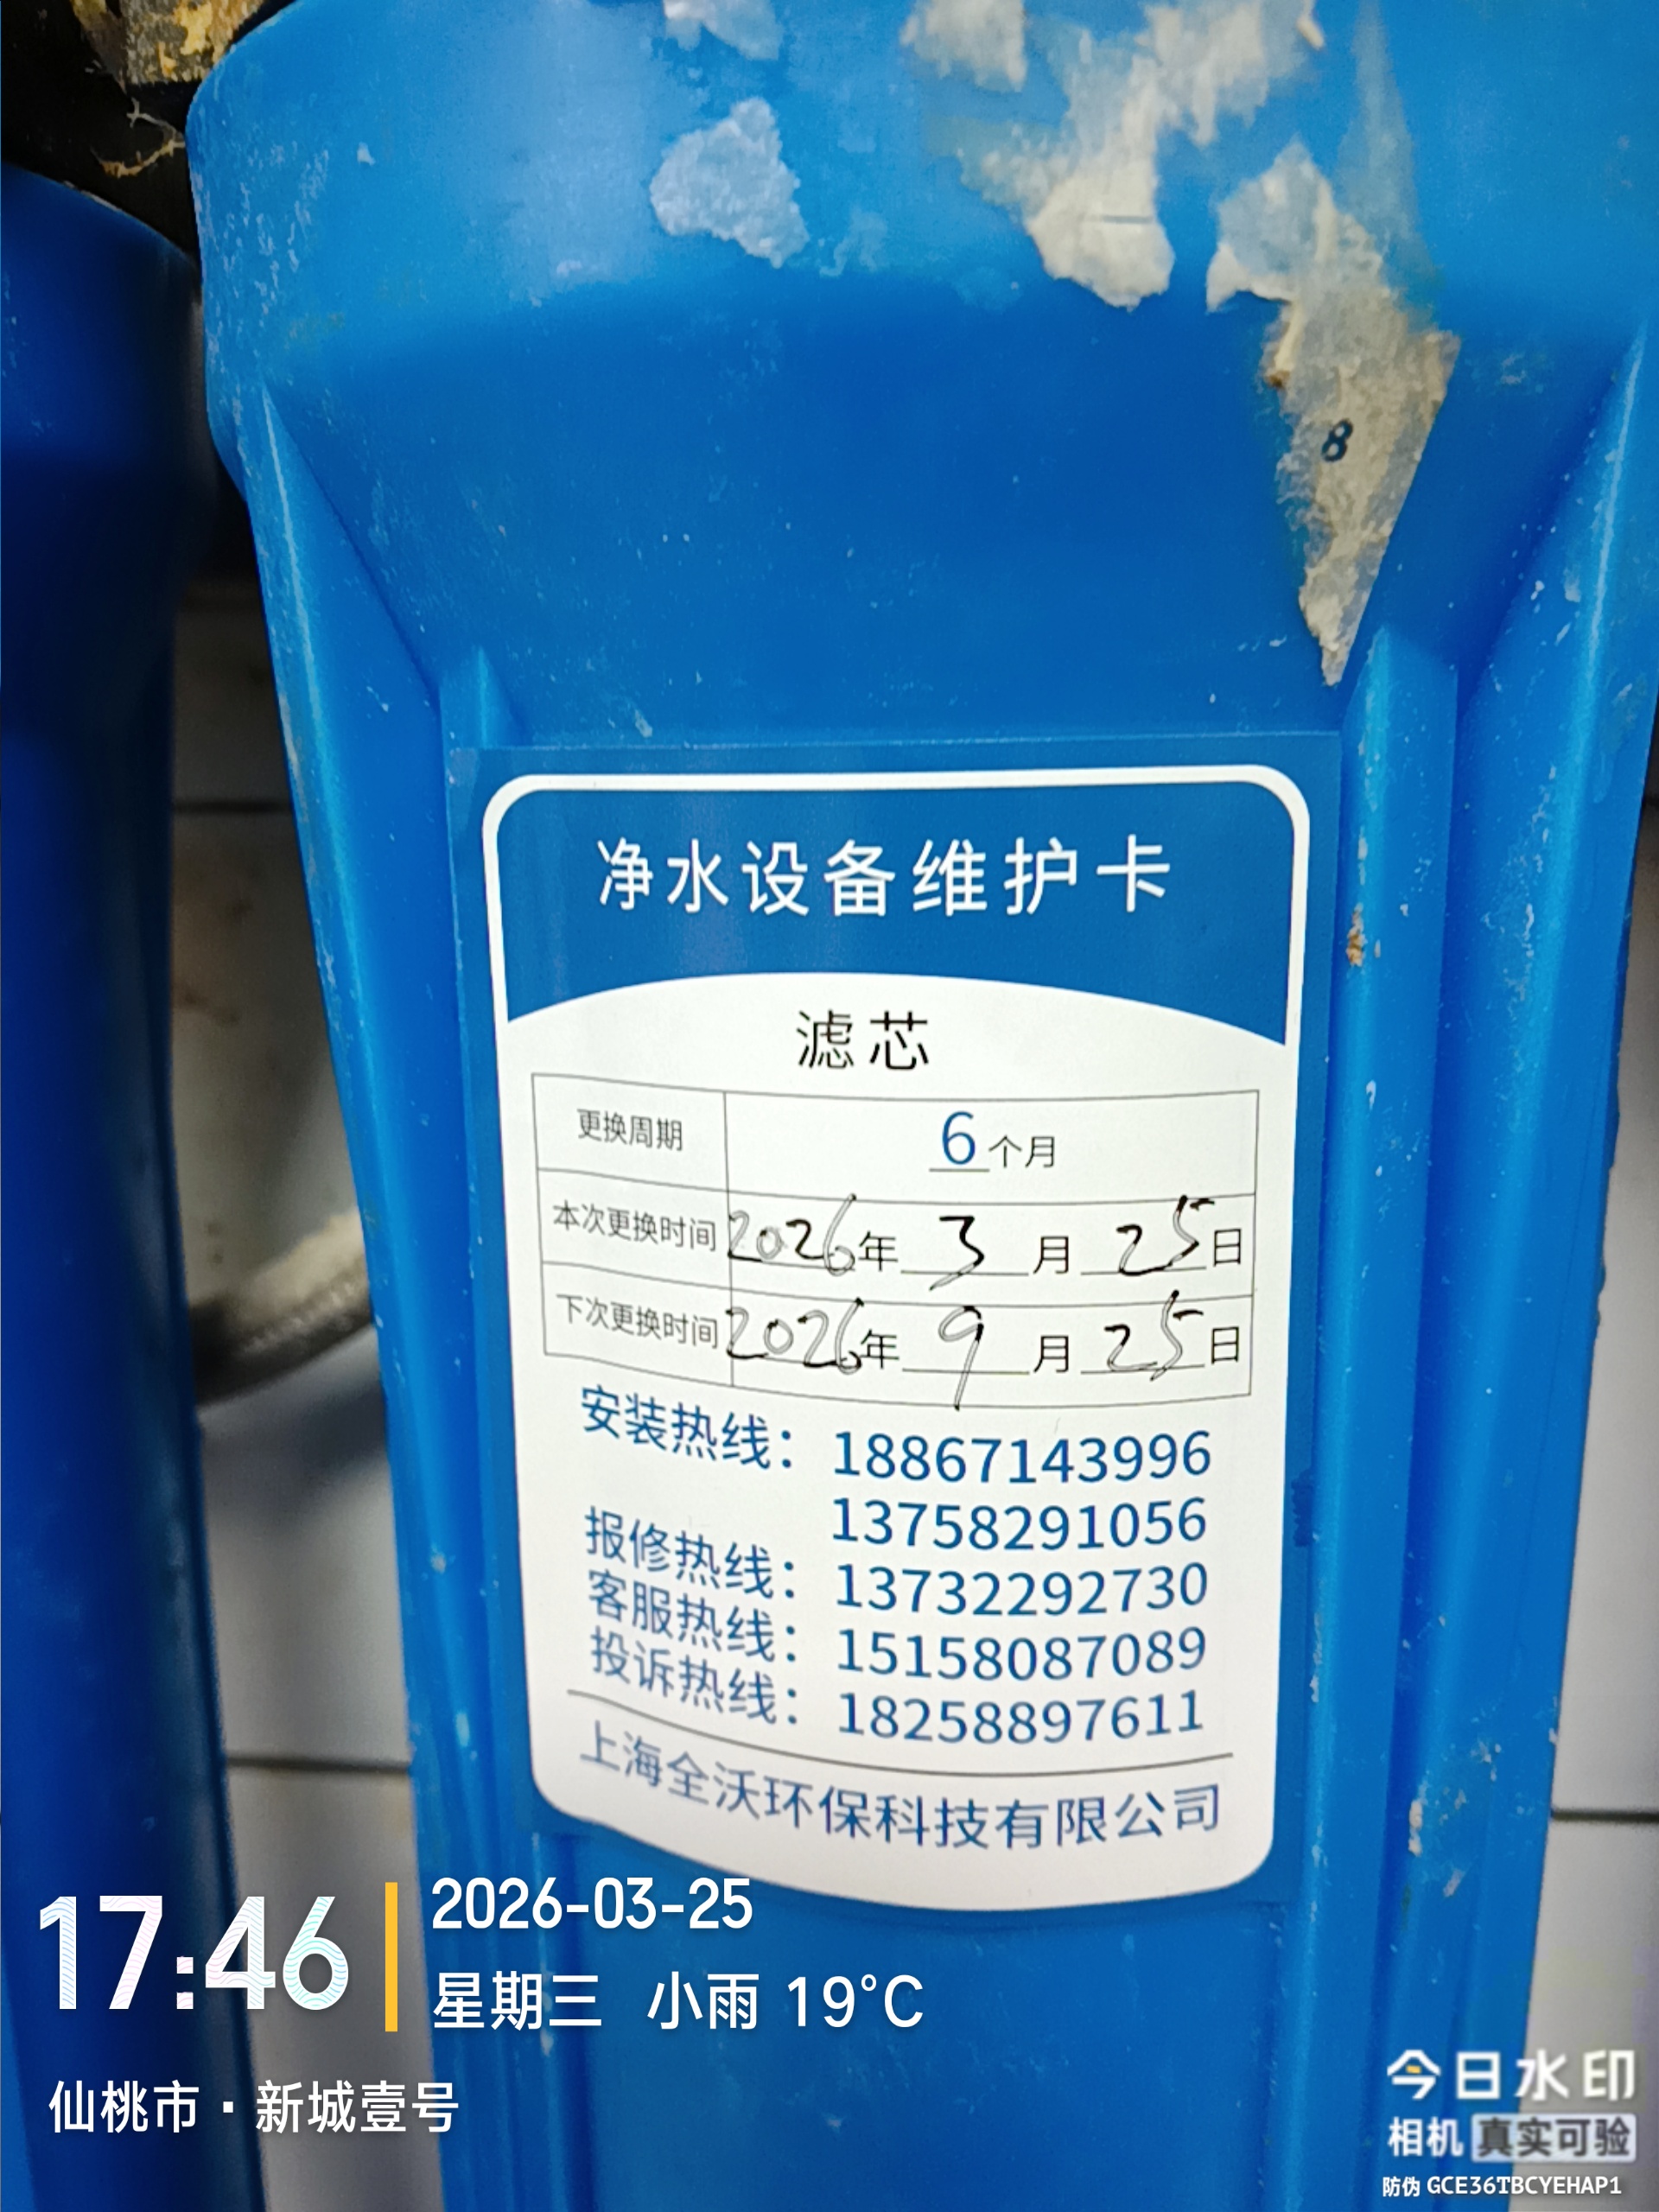 8
净水设备维护卡
滤芯
更换周期 6个月
本次更换时间 2026年 3 月 25日
下次更换时间 2026年 9 月 25日
安装热线：18867143996
13758291056
报修热线：13732292730
客服热线：15158087089
投诉热线：18258897611
上海全沃环保科技有限公司
17:46
2026-03-25
星期三 小雨 19°C
仙桃市·新城壹号
今日水印
相机 真实可验
防伪 GCE36TBCYEHAP1